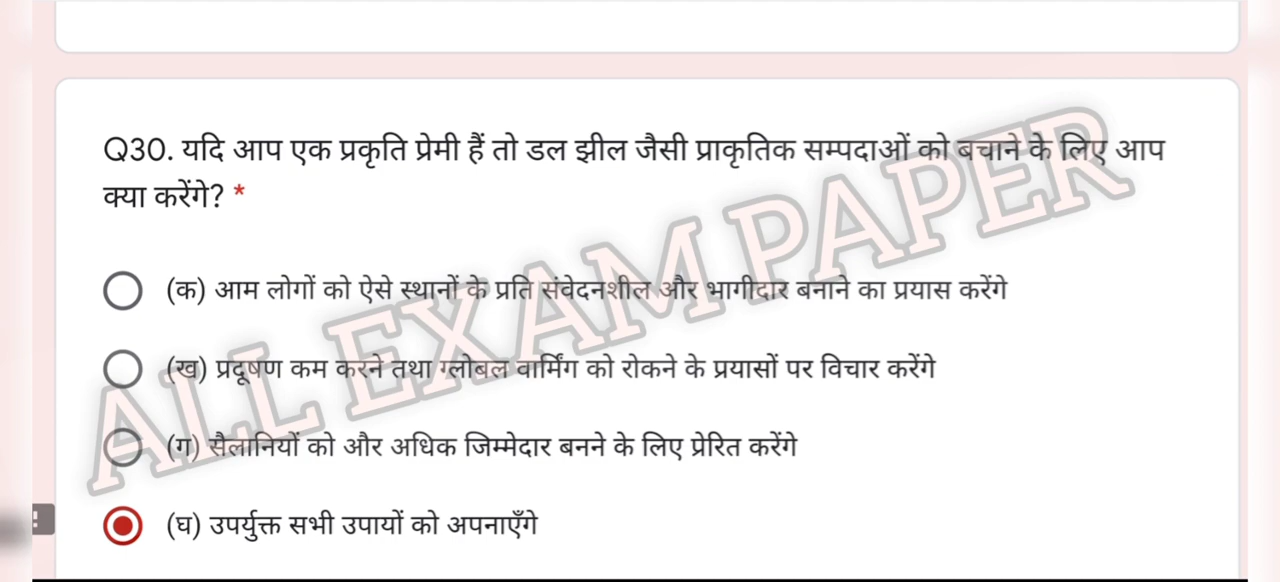 Q30. यदि आप एक प्रकृति प्रेमी हैं तो डल झील जैसी प्राकृतिक सम्पदाओं को बचाने के लिए आप
क्या करेंगे? *
(क) आम लोगों को ऐसे स्थानों के प्रति संवेदनशील और भागीदार बनाने का प्रयास करेंगे
(ख) प्रदूषण कम करने तथा ग्लोबल वार्मिंग को रोकने के प्रयासों पर विचार करेंगे
(ग) सैलानियों को और अधिक जिम्मेदार बनने के लिए प्रेरित करेंगे
(घ) उपर्युक्त सभी उपायों को अपनाएँगे
ALL EXAM PAPER